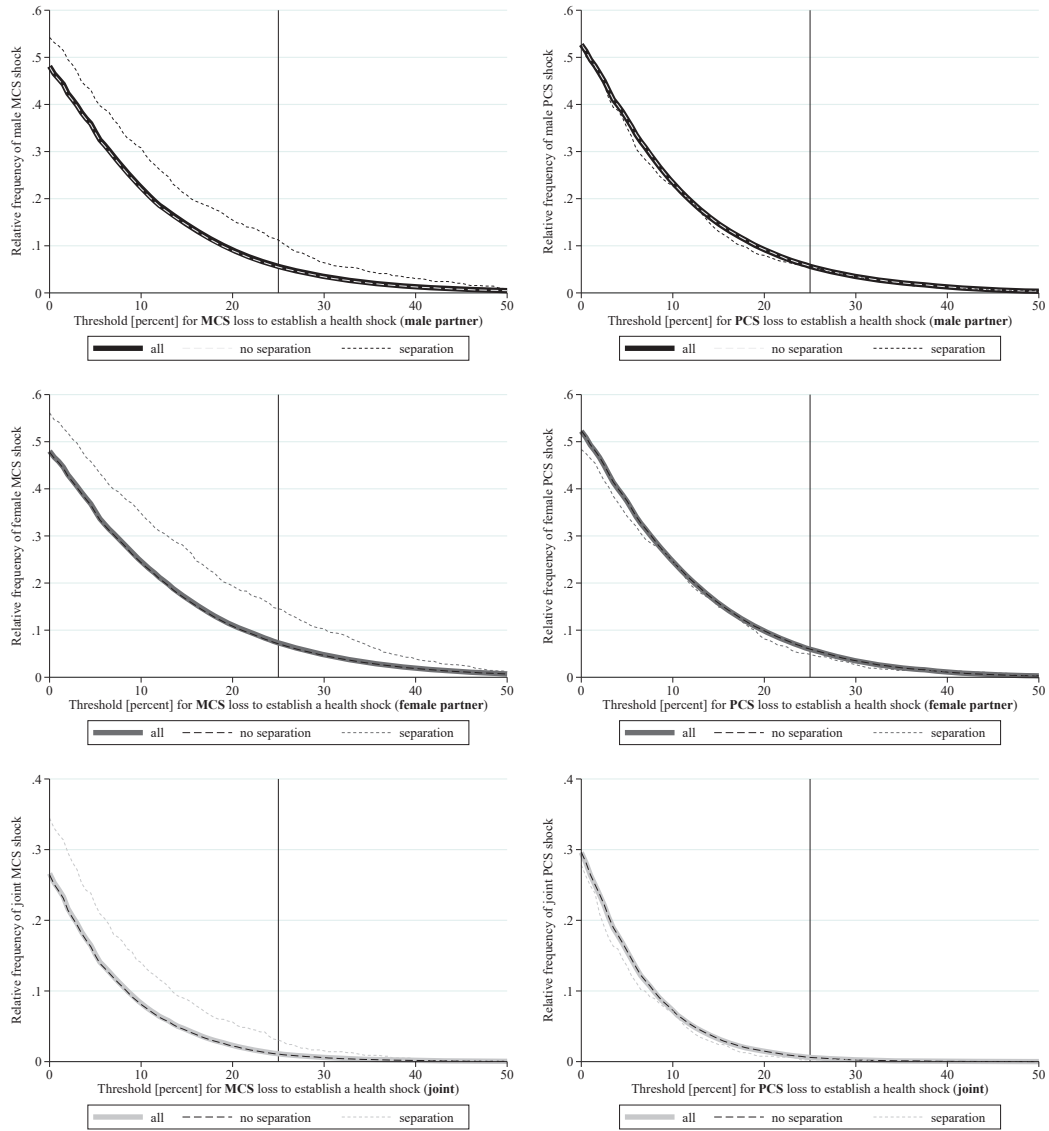 .6
.5
.4
.3
.2
.1
0
Relative frequency of male MCS shock
0 10 20 30 40 50
Threshold [percent] for MCS loss to establish a health shock (male partner)
all no separation separation
.6
.5
.4
.3
.2
.1
0
Relative frequency of male PCS shock
0 10 20 30 40 50
Threshold [percent] for PCS loss to establish a health shock (male partner)
all no separation separation
.6
.5
.4
.3
.2
.1
0
Relative frequency of female MCS shock
0 10 20 30 40 50
Threshold [percent] for MCS loss to establish a health shock (female partner)
all no separation separation
.6
.5
.4
.3
.2
.1
0
Relative frequency of female PCS shock
0 10 20 30 40 50
Threshold [percent] for PCS loss to establish a health shock (female partner)
all no separation separation
.4
.3
.2
.1
0
Relative frequency of joint MCS shock
0 10 20 30 40 50
Threshold [percent] for MCS loss to establish a health shock (joint)
all no separation separation
.4
.3
.2
.1
0
Relative frequency of joint PCS shock
0 10 20 30 40 50
Threshold [percent] for PCS loss to establish a health shock (joint)
all no separation separation